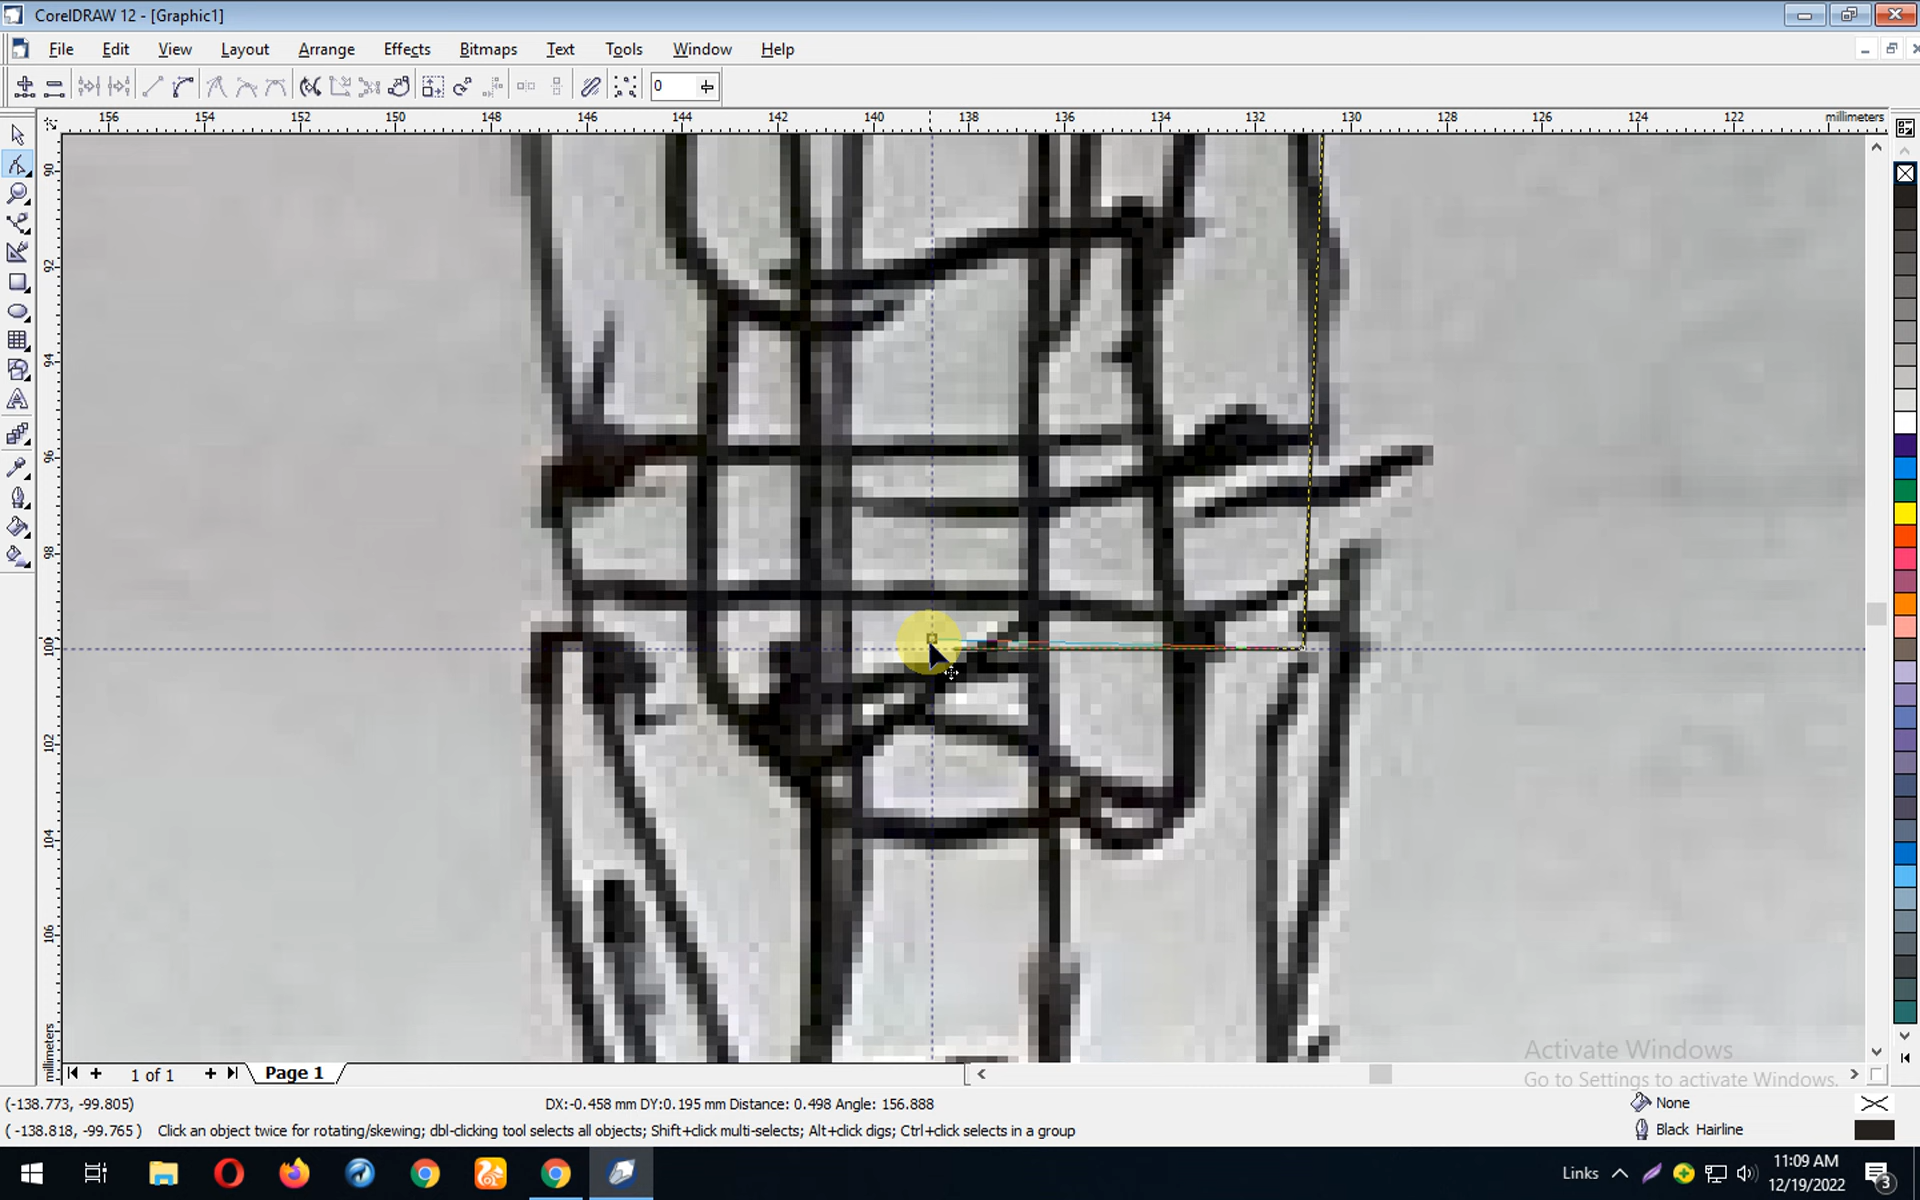 CorelDRAW 12 - [Graphic1]
File Edit View Layout Arrange Effects Bitmaps Text Tools Window Help
0
156 154 152 150 148 146 144 142 140 138 136 134 132 130 128 126 124 122 millimeters
90
92
94
96
98
100
102
104
106
millimeters
1 of 1 Page 1
Activate Windows
Go to Settings to activate Windows.
(-138.773, -99.805) DX:-0.458 mm DY:0.195 mm Distance: 0.498 Angle: 156.888 None
( -138.818, -99.765 ) Click an object twice for rotating/skewing; dbl-clicking tool selects all objects; Shift+click multi-selects; Alt+click digs; Ctrl+click selects in a group Black Hairline
Links 11:09 AM
12/19/2022
3